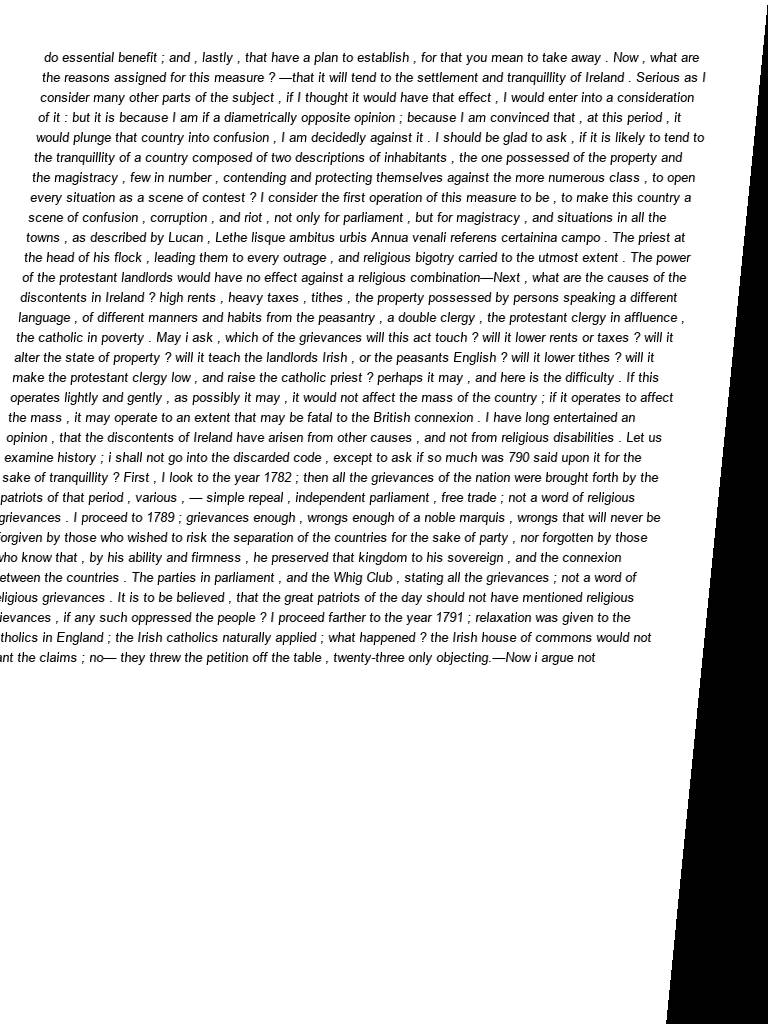 do essential benefit ; and , lastly , that have a plan to establish , for that you mean to take away . Now , what are
the reasons assigned for this measure ? —that it will tend to the settlement and tranquillity of Ireland . Serious as I
consider many other parts of the subject , if I thought it would have that effect , I would enter into a consideration
of it : but it is because I am if a diametrically opposite opinion ; because I am convinced that , at this period , it
would plunge that country into confusion , I am decidedly against it . I should be glad to ask , if it is likely to tend to
the tranquillity of a country composed of two descriptions of inhabitants , the one possessed of the property and
the magistracy , few in number , contending and protecting themselves against the more numerous class , to open
every situation as a scene of contest ? I consider the first operation of this measure to be , to make this country a
scene of confusion , corruption , and riot , not only for parliament , but for magistracy , and situations in all the
towns , as described by Lucan , Lethe lisque ambitus urbis Annua venali referens certainina campo . The priest at
the head of his flock , leading them to every outrage , and religious bigotry carried to the utmost extent . The power
of the protestant landlords would have no effect against a religious combination—Next , what are the causes of the
discontents in Ireland ? high rents , heavy taxes , tithes , the property possessed by persons speaking a different
language , of different manners and habits from the peasantry , a double clergy , the protestant clergy in affluence ,
the catholic in poverty . May i ask , which of the grievances will this act touch ? will it lower rents or taxes ? will it
alter the state of property ? will it teach the landlords Irish , or the peasants English ? will it lower tithes ? will it
make the protestant clergy low , and raise the catholic priest ? perhaps it may , and here is the difficulty . If this
operates lightly and gently , as possibly it may , it would not affect the mass of the country ; if it operates to affect
the mass , it may operate to an extent that may be fatal to the British connexion . I have long entertained an
opinion , that the discontents of Ireland have arisen from other causes , and not from religious disabilities . Let us
examine history ; i shall not go into the discarded code , except to ask if so much was 790 said upon it for the
sake of tranquillity ? First , I look to the year 1782 ; then all the grievances of the nation were brought forth by the
patriots of that period , various , — simple repeal , independent parliament , free trade ; not a word of religious
grievances . I proceed to 1789 ; grievances enough , wrongs enough of a noble marquis , wrongs that will never be
forgiven by those who wished to risk the separation of the countries for the sake of party , nor forgotten by those
who know that , by his ability and firmness , he preserved that kingdom to his sovereign , and the connexion
etween the countries . The parties in parliament , and the Whig Club , stating all the grievances ; not a word of
eligious grievances . It is to be believed , that the great patriots of the day should not have mentioned religious
ievances , if any such oppressed the people ? I proceed farther to the year 1791 ; relaxation was given to the
tholics in England ; the Irish catholics naturally applied ; what happened ? the Irish house of commons would not
ant the claims ; no— they threw the petition off the table , twenty-three only objecting.—Now i argue not